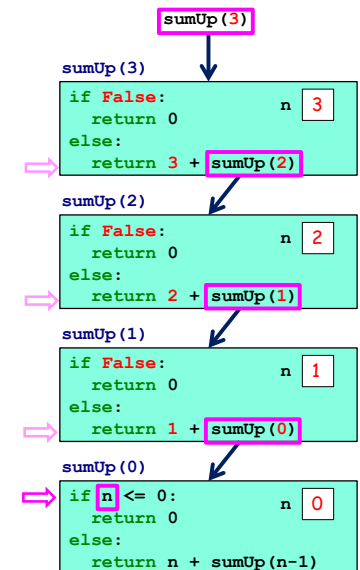 sumUp(3)
sumUp(3)
if False:
return 0
else:
return 3 + sumUp(2)
n 3
sumUp(2)
if False:
return 0
else:
return 2 + sumUp(1)
n 2
sumUp(1)
if False:
return 0
else:
return 1 + sumUp(0)
n 1
sumUp(0)
if n <= 0:
return 0
else:
return n + sumUp(n-1)
n 0